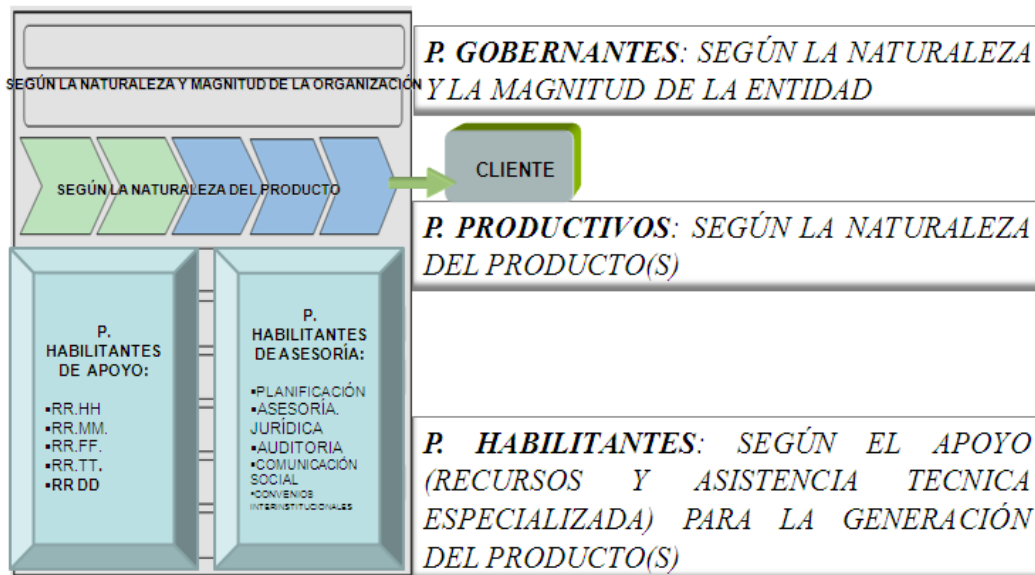 SEGÚN LA NATURALEZA Y MAGNITUD DE LA ORGANIZACIÓN
P. GOBERNANTES: SEGÚN LA NATURALEZA
Y LA MAGNITUD DE LA ENTIDAD
SEGÚN LA NATURALEZA DEL PRODUCTO
CLIENTE
P. PRODUCTIVOS: SEGÚN LA NATURALEZA
DEL PRODUCTO(S)
P.
HABILITANTES
DE APOYO:
▪RR.HH
▪RR.MM.
▪RR.FF.
▪RR.TT.
▪RR DD
P.
HABILITANTES
DE ASESORÍA:
▪PLANIFICACIÓN
▪ASESORÍA.
JURÍDICA
▪AUDITORIA
▪COMUNICACIÓN
SOCIAL
▪CONVENIOS
INTERINSTITUCIONALES
P. HABILITANTES: SEGÚN EL APOYO
(RECURSOS Y ASISTENCIA TECNICA
ESPECIALIZADA) PARA LA GENERACIÓN
DEL PRODUCTO(S)